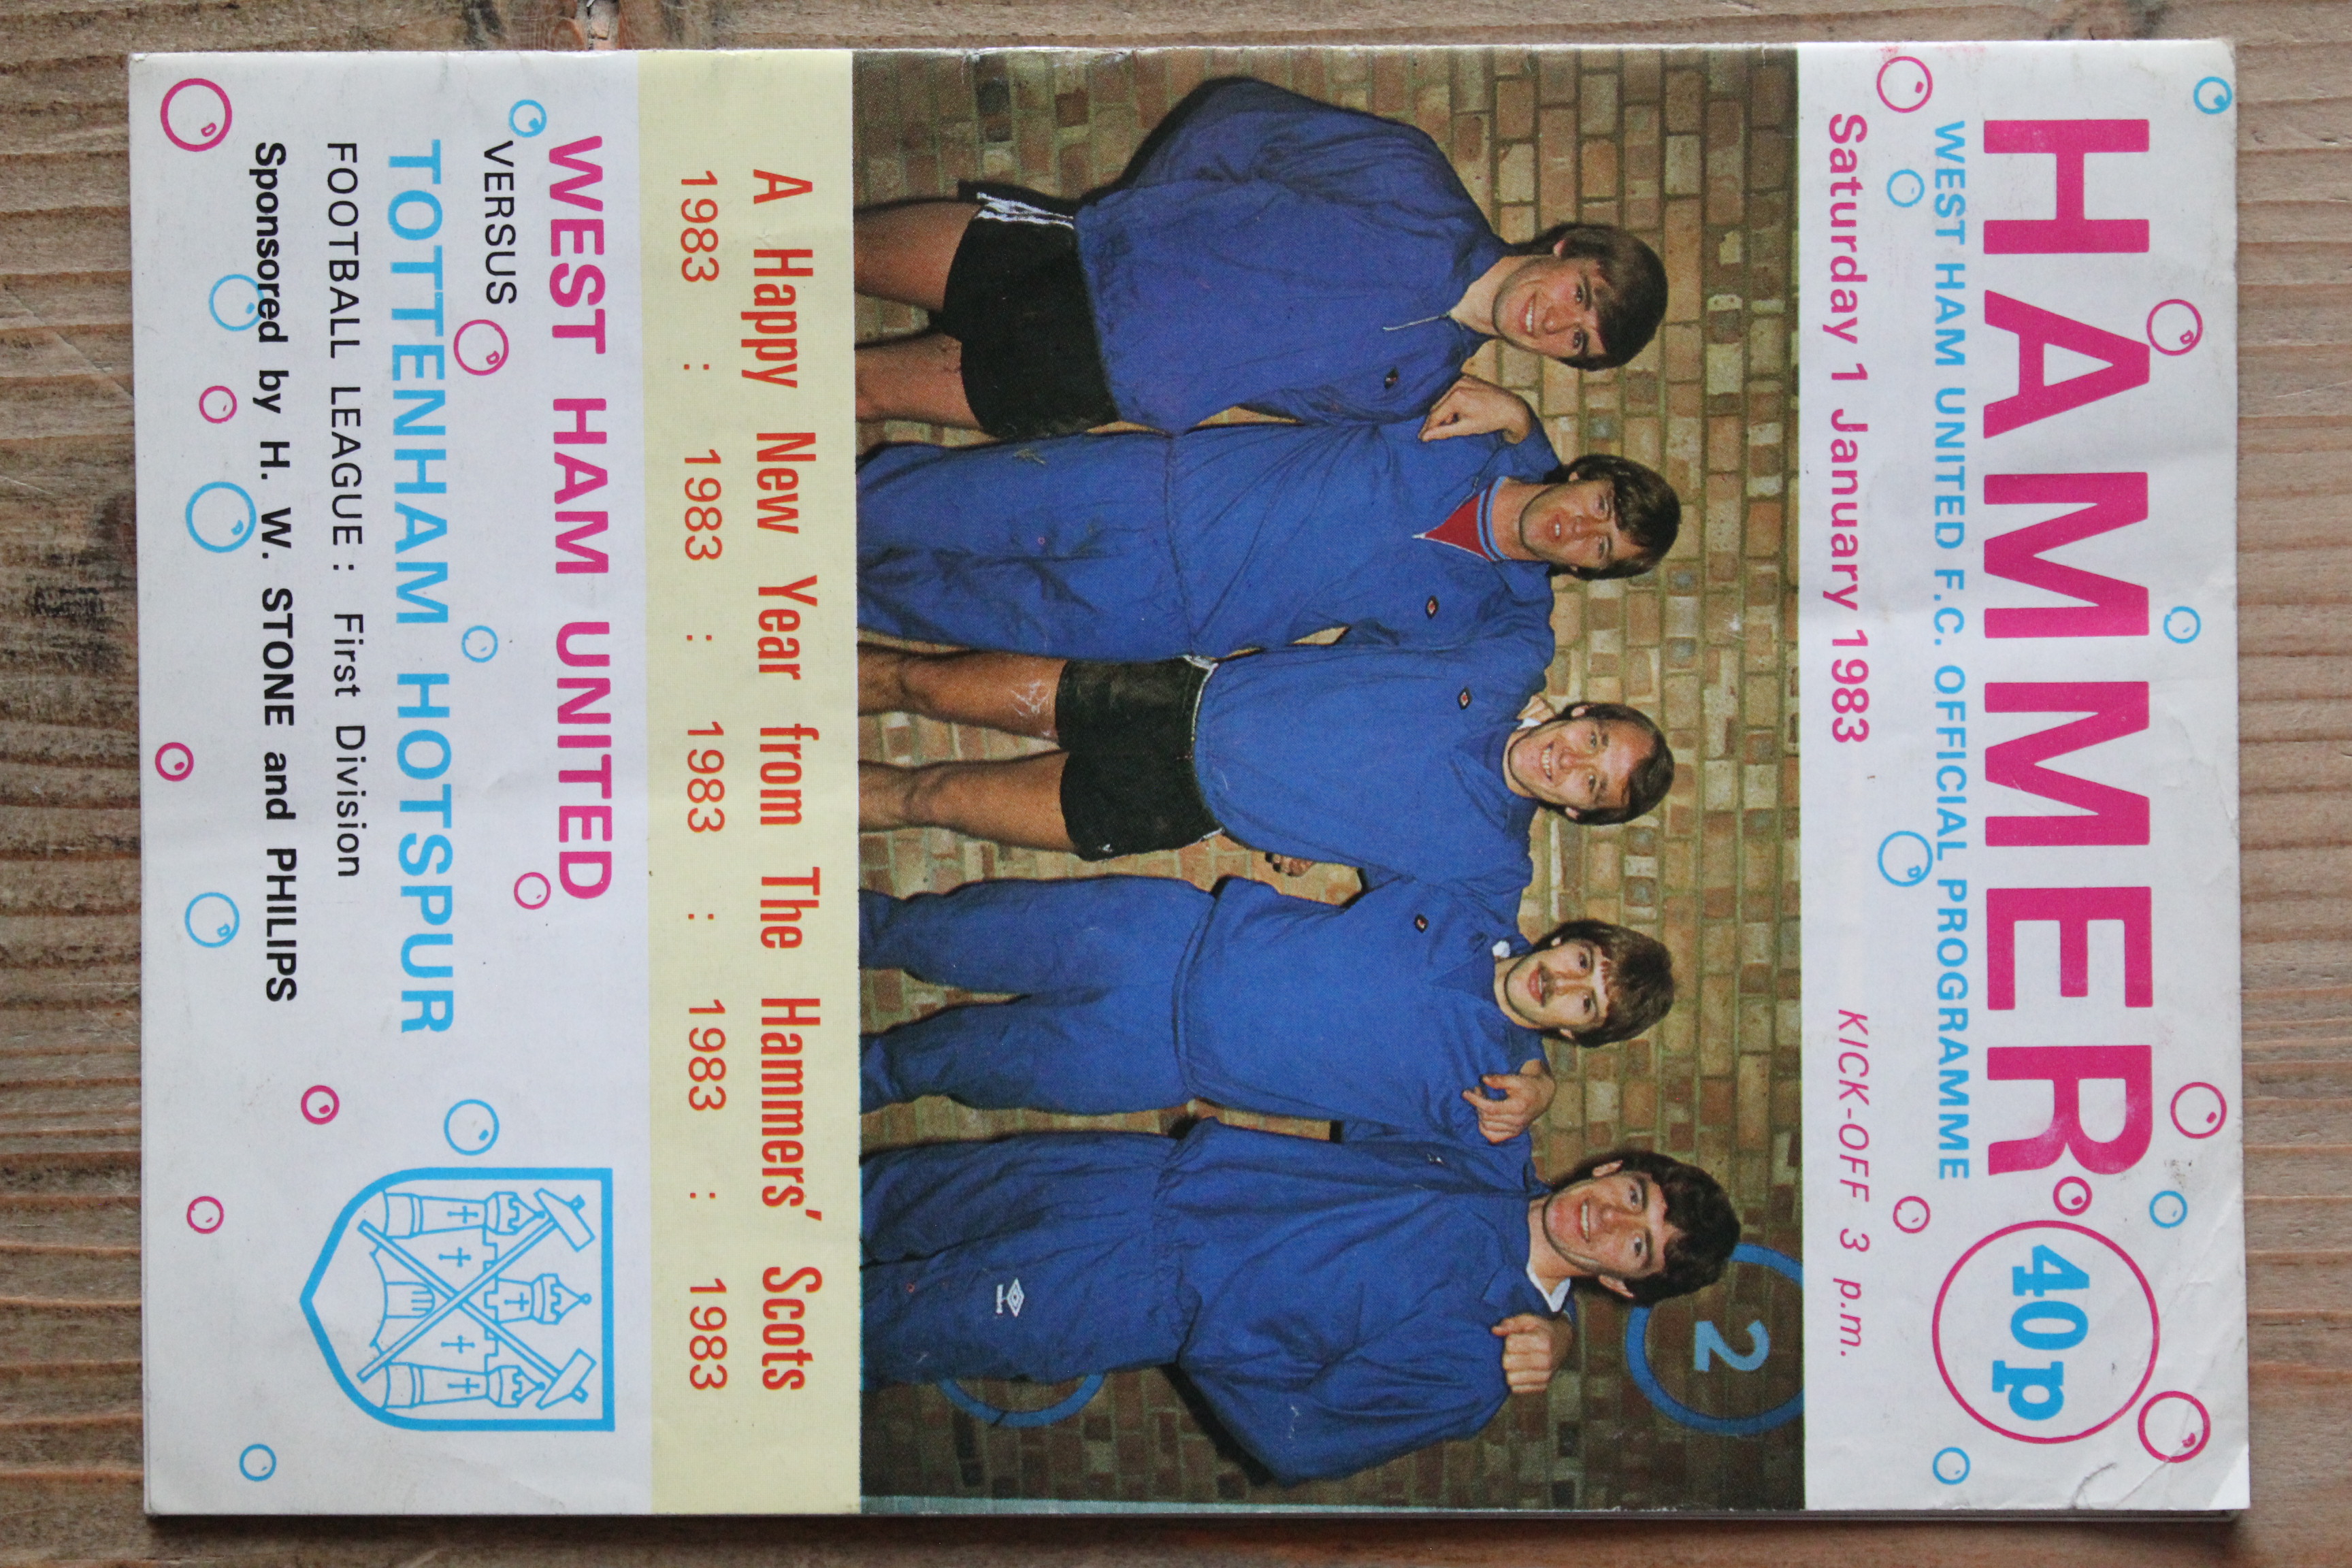 HAMMER
40p
WEST HAM UNITED F.C. OFFICIAL PROGRAMME
Saturday 1 January 1983 KICK-OFF 3 p.m.
2
A Happy New Year from The Hammers' Scots
1983 : 1983 : 1983 : 1983 : 1983
WEST HAM UNITED
VERSUS
TOTTENHAM HOTSPUR
FOOTBALL LEAGUE : First Division
Sponsored by H. W. STONE and PHILIPS